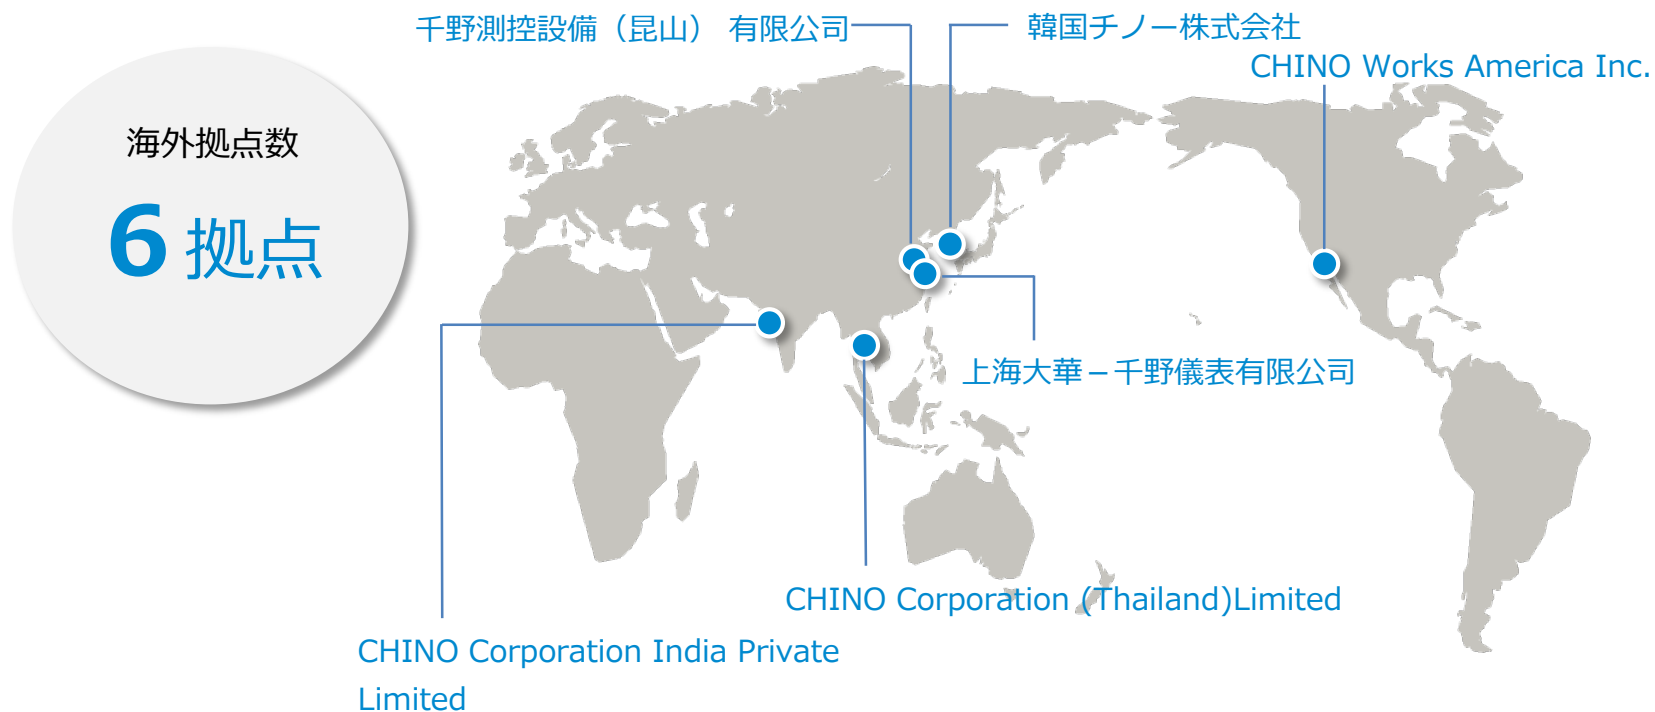 千野測控設備（昆山） 有限公司
韓国チノー株式会社
CHINO Works America Inc.
海外拠点数
6 拠点
上海大華－千野儀表有限公司
CHINO Corporation (Thailand)Limited
CHINO Corporation India Private
Limited